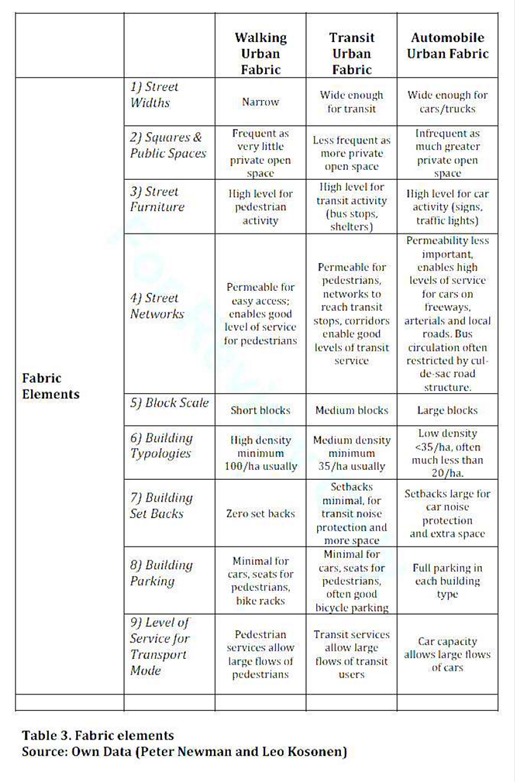 Walking
Urban
Fabric
Transit
Urban
Fabric
Automobile
Urban Fabric
Fabric
Elements
1) Street
Widths
Narrow
Wide enough
for transit
Wide enough for
cars/trucks
2) Squares &
Public Spaces
Frequent as
very little
private open
space
Less frequent as
more private
open space
Infrequent as
much greater
private open
space
3) Street
Furniture
High level for
pedestrian
activity
High level for
transit activity
(bus stops,
shelters)
High level for car
activity (signs,
traffic lights)
4) Street
Networks
Permeable for
easy access;
enables good
level of service
for pedestrians
Permeable for
pedestrians,
networks to
reach transit
stops, corridors
enable good
levels of transit
service
Permeability less
important,
enables high
levels of service
for cars on
freeways,
arterials and local
roads. Bus
circulation often
restricted by cul-
de-sac road
structure.
5) Block Scale
Short blocks
Medium blocks
Large blocks
6) Building
Typologies
High density
minimum
100/ha usually
Medium density
minimum
35/ha usually
Low density
<35/ha, often
much less than
20/ha.
7) Building
Set Backs
Zero set backs
Setbacks
minimal, for
transit noise
protection and
more space
Setbacks large for
car noise
protection
and extra space
8) Building
Parking
Minimal for
cars, seats for
pedestrians,
bike racks
Minimal for
cars, seats for
pedestrians,
often good
bicycle parking
Full parking in
each building
type
9) Level of
Service for
Transport
Mode
Pedestrian
services allow
large flows of
pedestrians
Transit services
allow large
flows of transit
users
Car capacity
allows large flows
of cars
Table 3. Fabric elements
Source: Own Data (Peter Newman and Leo Kosonen)